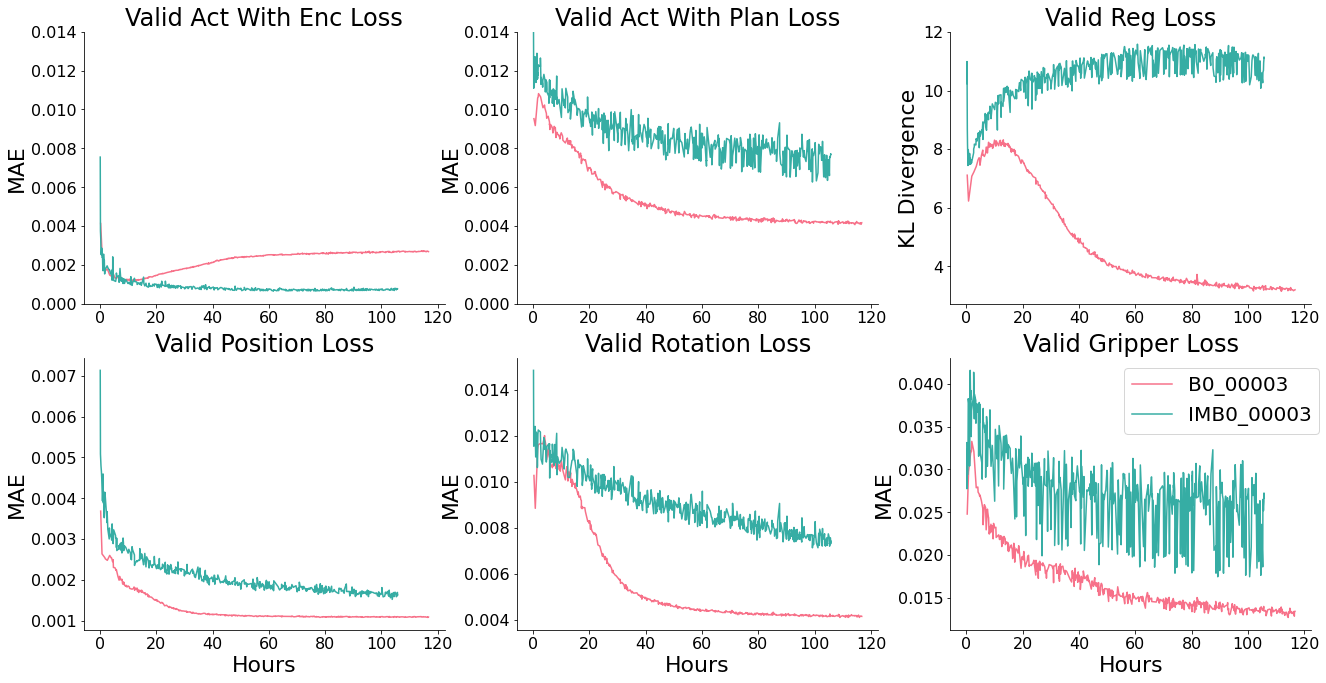 Valid Act With Enc Loss
MAE
0.014
0.012
0.010
0.008
0.006
0.004
0.002
0.000
0 20 40 60 80 100 120
Valid Act With Plan Loss
MAE
0.014
0.012
0.010
0.008
0.006
0.004
0.002
0.000
0 20 40 60 80 100 120
Valid Reg Loss
KL Divergence
12
10
8
6
4
0 20 40 60 80 100 120
Valid Position Loss
MAE
0.007
0.006
0.005
0.004
0.003
0.002
0.001
0 20 40 60 80 100 120
Hours
Valid Rotation Loss
MAE
0.014
0.012
0.010
0.008
0.006
0.004
0 20 40 60 80 100 120
Valid Gripper Loss
MAE
0.040
0.035
0.030
0.025
0.020
0.015
B0_00003
IMB0_00003
0 20 40 60 80 100 120
Hours